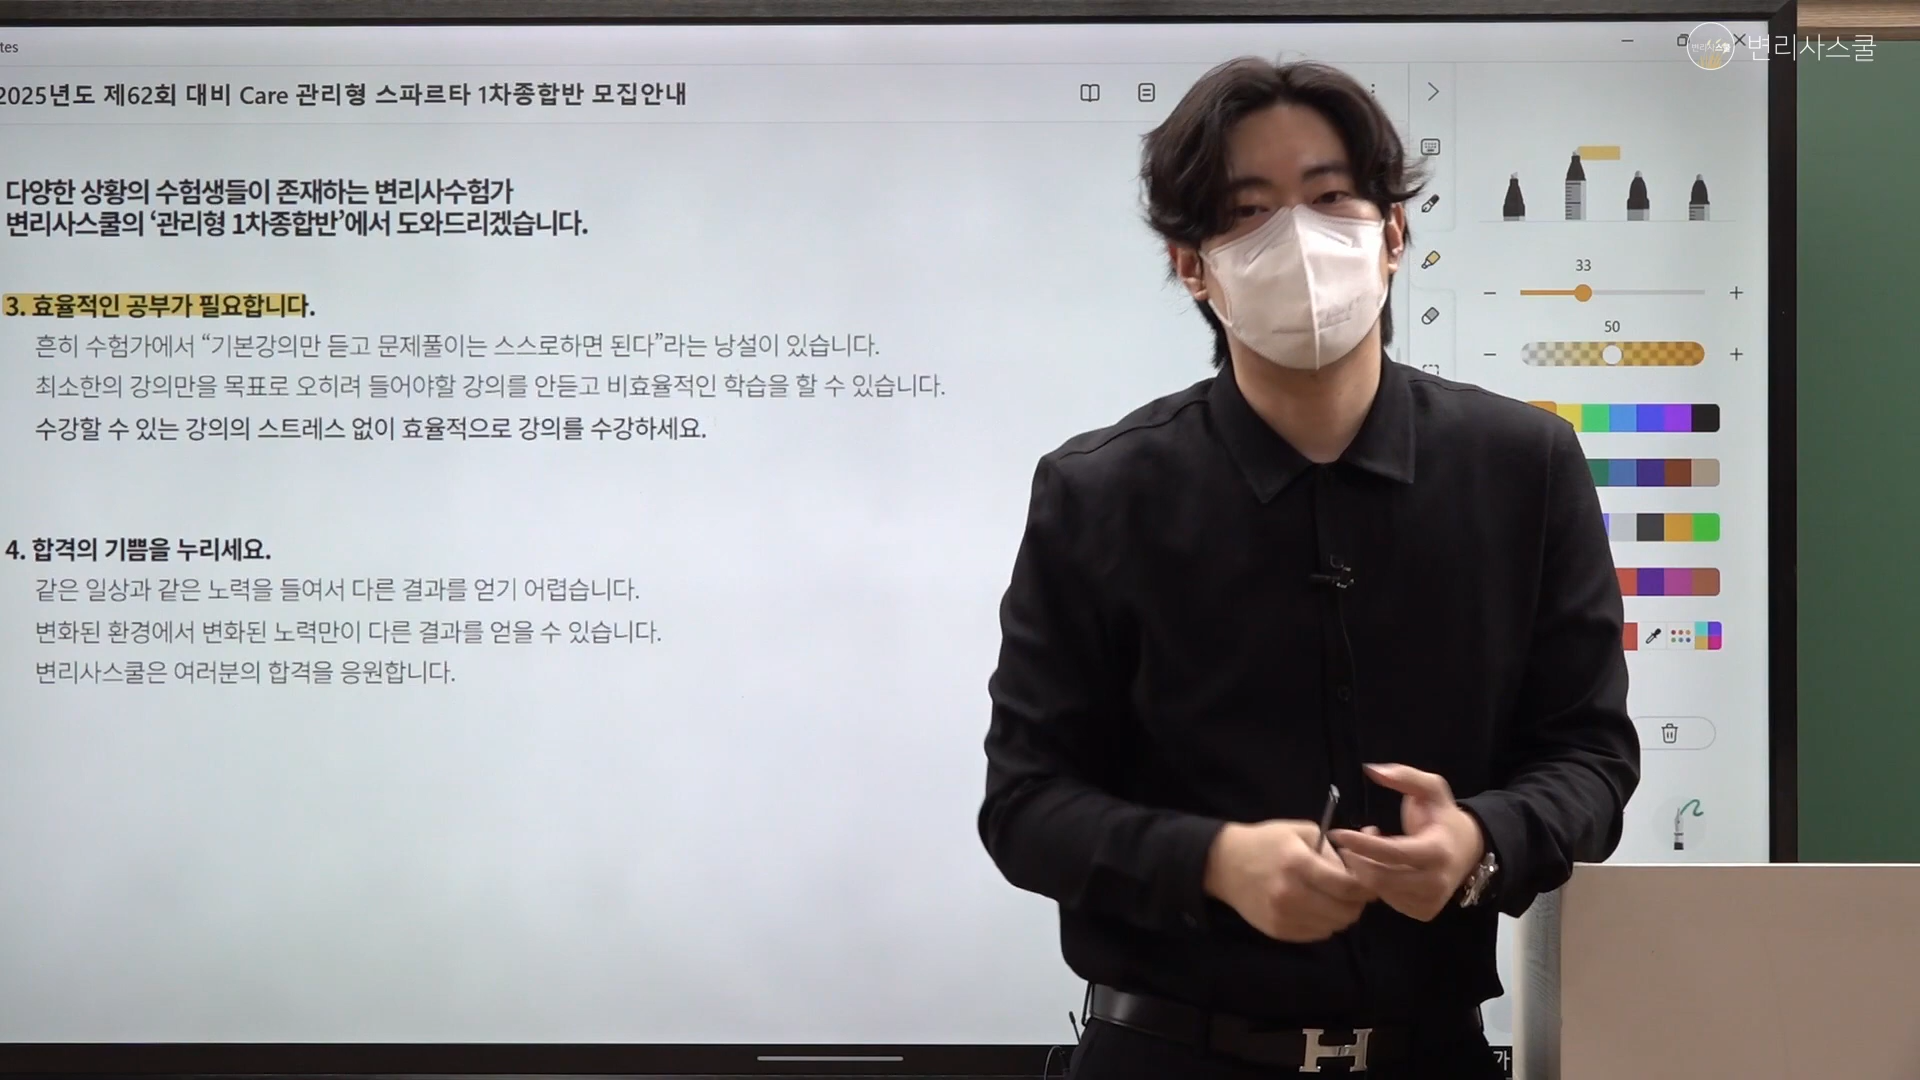 tes
변리사스쿨
2025년도 제62회 대비 Care 관리형 스파르타 1차종합반 모집안내
다양한 상황의 수험생들이 존재하는 변리사수험가
변리사스쿨의 ‘관리형 1차종합반’에서 도와드리겠습니다.
3. 효율적인 공부가 필요합니다.
흔히 수험가에서 “기본강의만 듣고 문제풀이는 스스로하면 된다”라는 낭설이 있습니다.
최소한의 강의만을 목표로 오히려 들어야할 강의를 안듣고 비효율적인 학습을 할 수 있습니다.
수강할 수 있는 강의의 스트레스 없이 효율적으로 강의를 수강하세요.
4. 합격의 기쁨을 누리세요.
같은 일상과 같은 노력을 들여서 다른 결과를 얻기 어렵습니다.
변화된 환경에서 변화된 노력만이 다른 결과를 얻을 수 있습니다.
변리사스쿨은 여러분의 합격을 응원합니다.
33
50
가